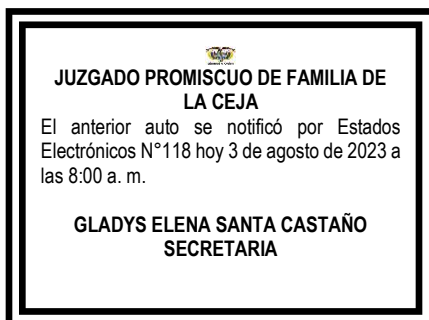 JUZGADO PROMISCUO DE FAMILIA DE
LA CEJA
El anterior auto se notificó por Estados
Electrónicos N°118 hoy 3 de agosto de 2023 a
las 8:00 a. m.
GLADYS ELENA SANTA CASTAÑO
SECRETARIA